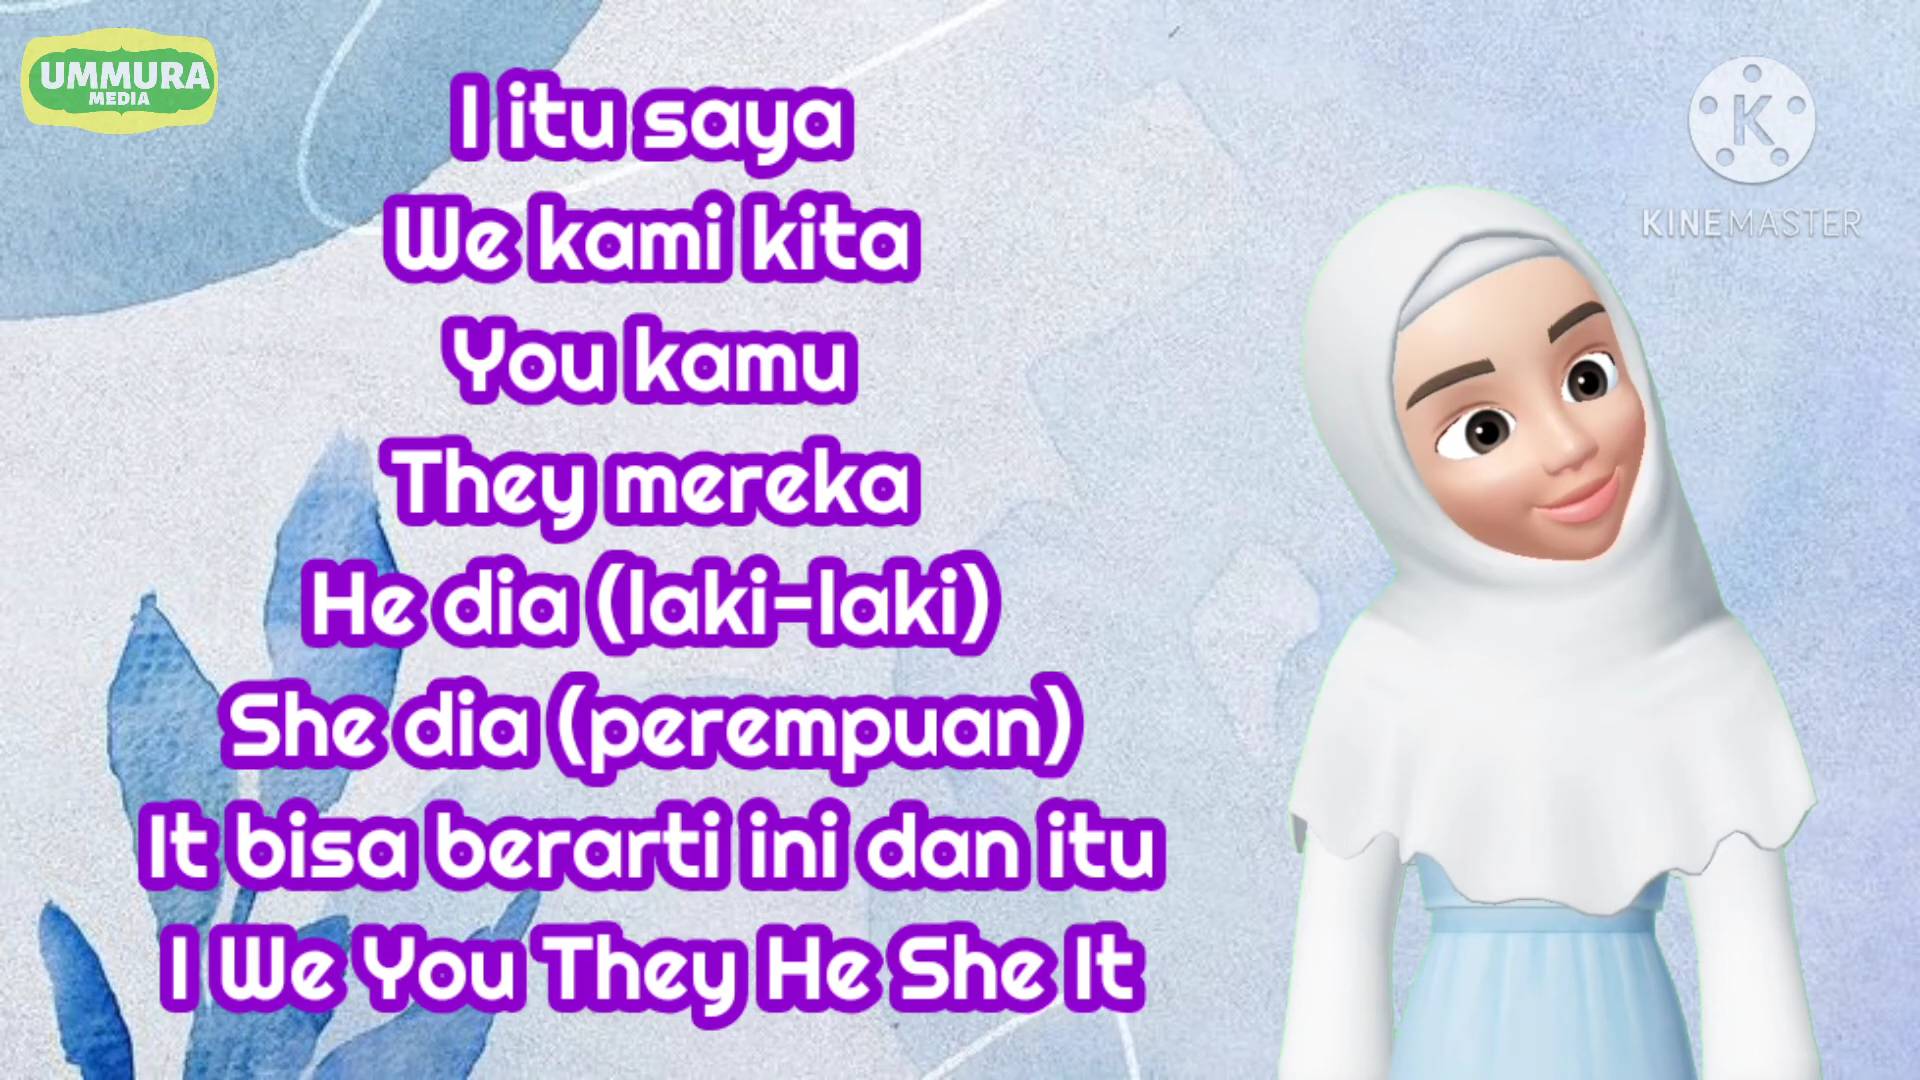 UMMURA
MEDIA
I itu saya
We kami kita
You kamu
They mereka
He dia (laki-laki)
She dia (perempuan)
It bisa berarti ini dan itu
I We You They He She It
K
KINEMASTER